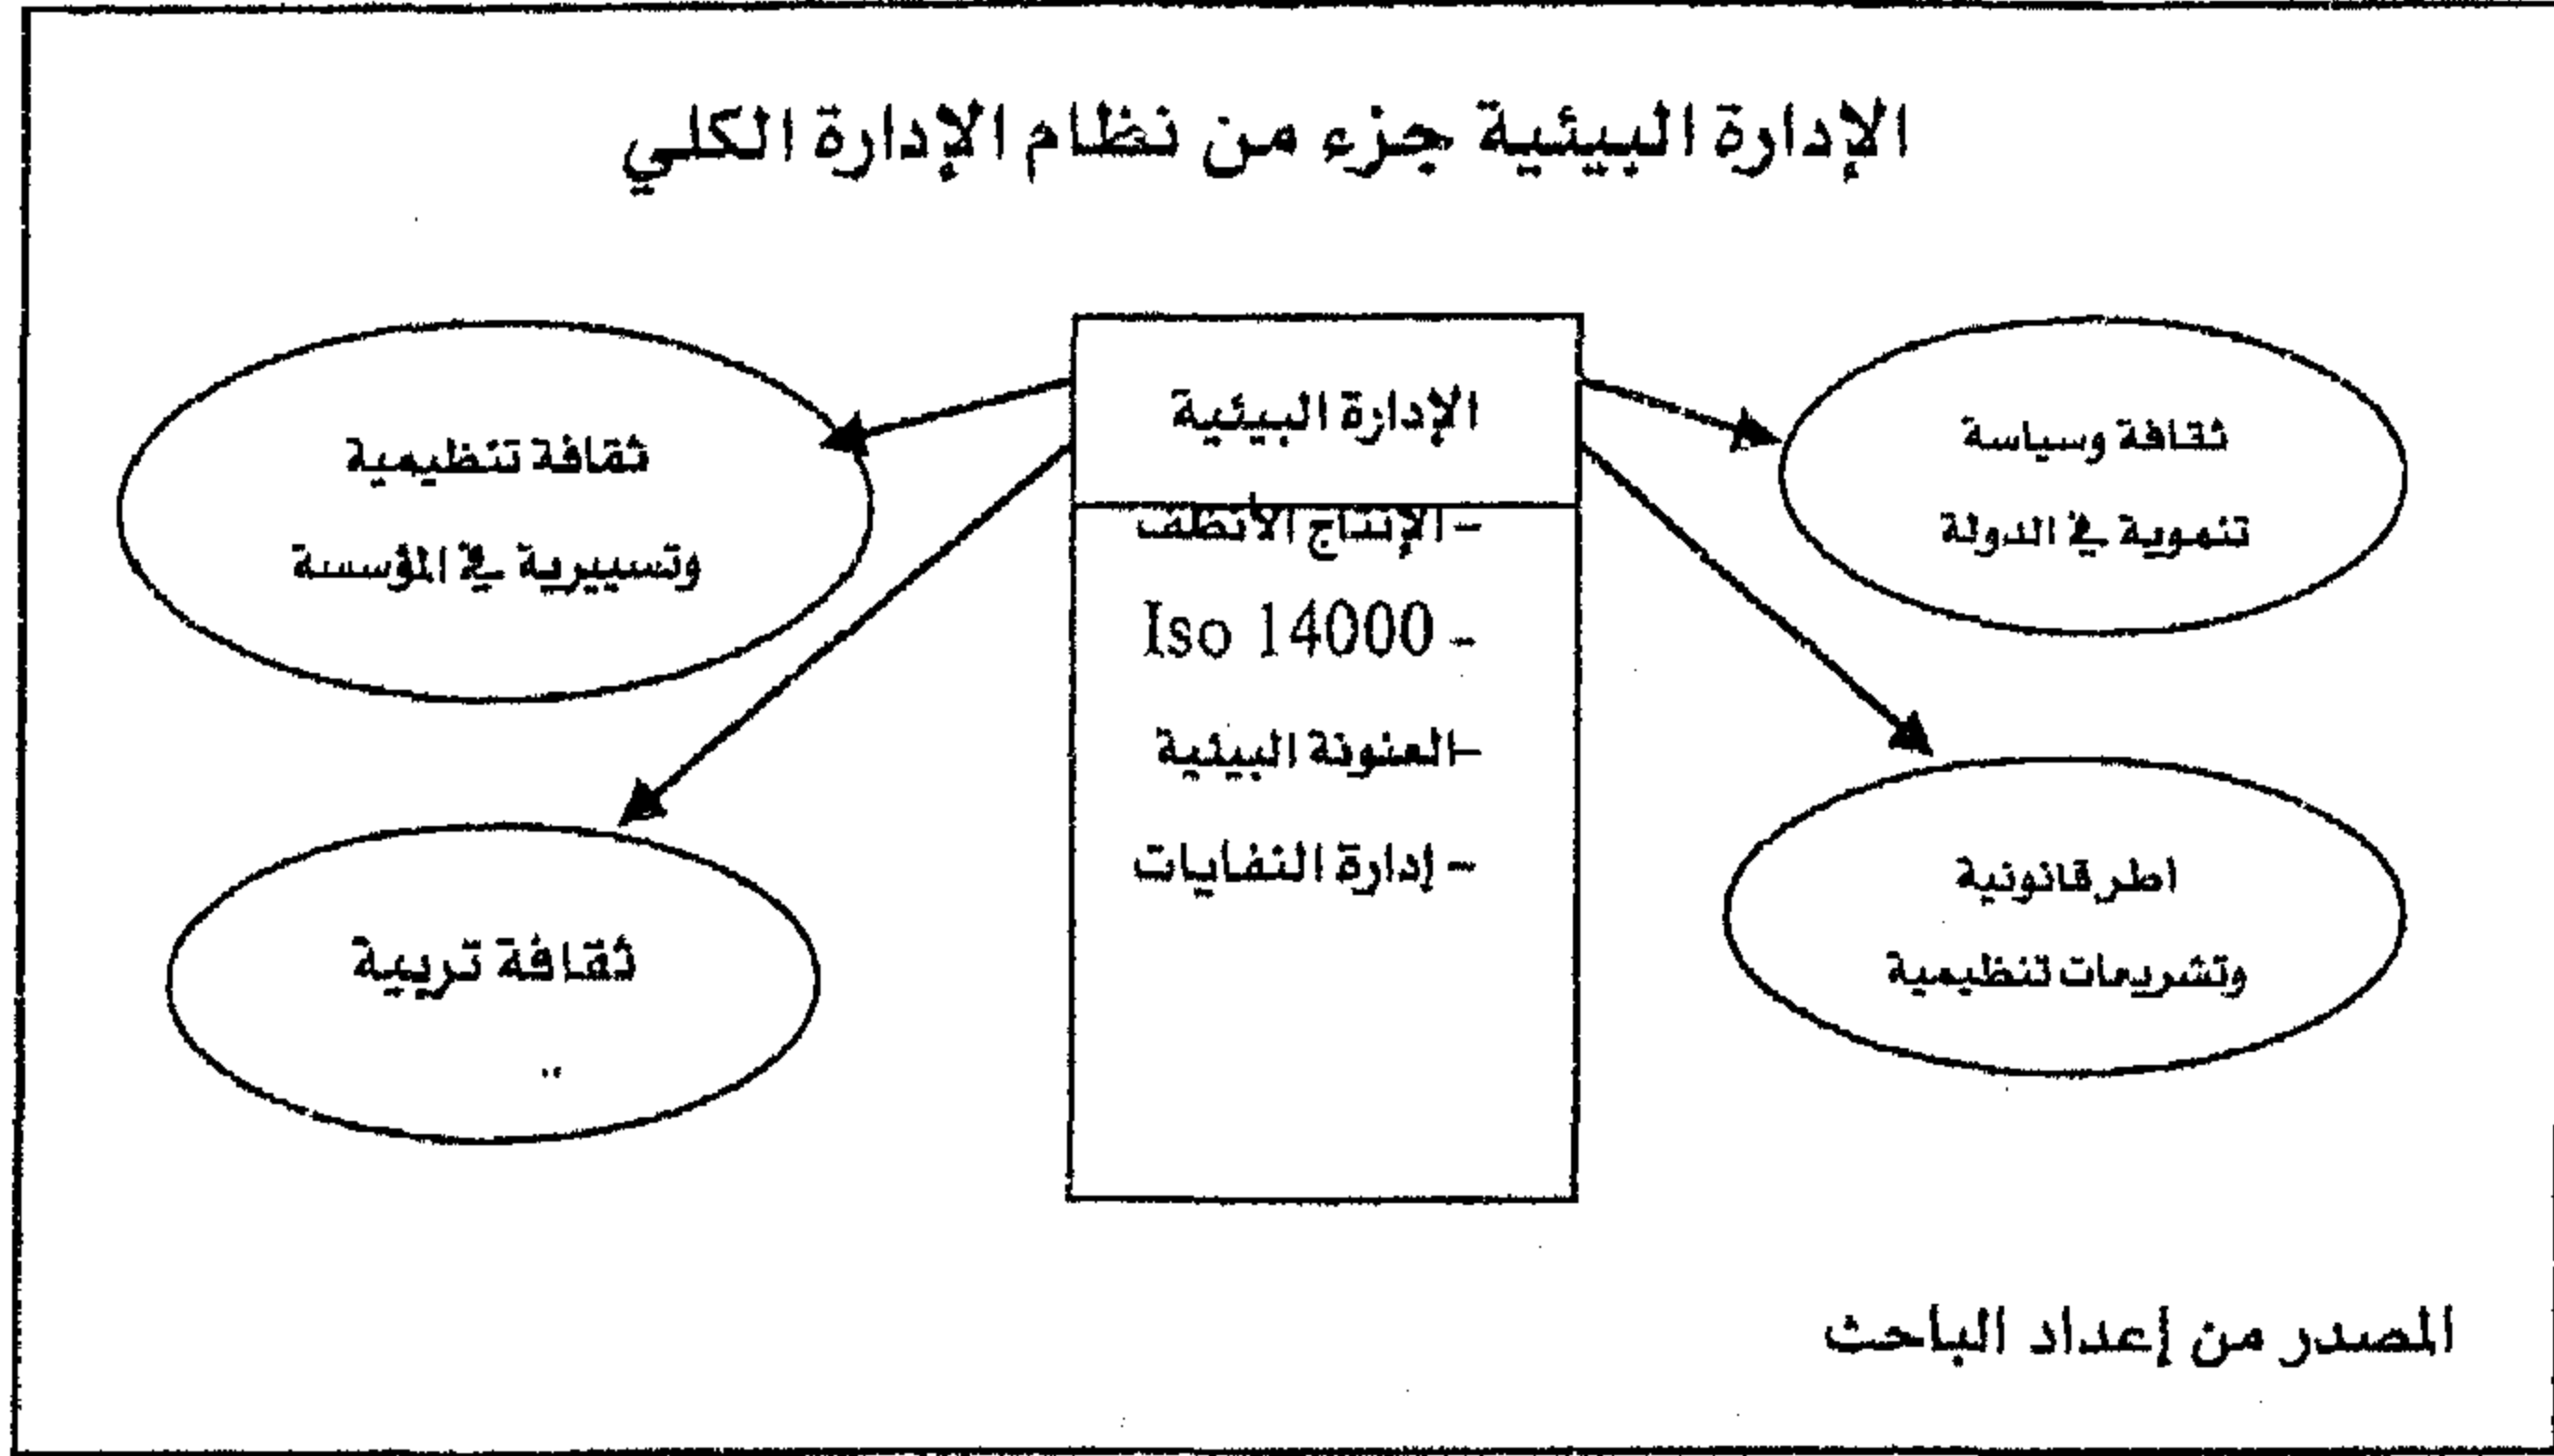 الإدارة البيئية جزء من نظام الإدارة الكلي
ثقافة وسياسة
تنموية في الدولة
اطر قانونية
وتشريعات تنظيمية
الإدارة البيئية
- الإنتاج الأنظف
- Iso 14000
-العنونة البيئية
- إدارة النفايات
ثقافة تنظيمية
وتسييرية في المؤسسة
ثقافة تربيية
المصدر من إعداد الباحث